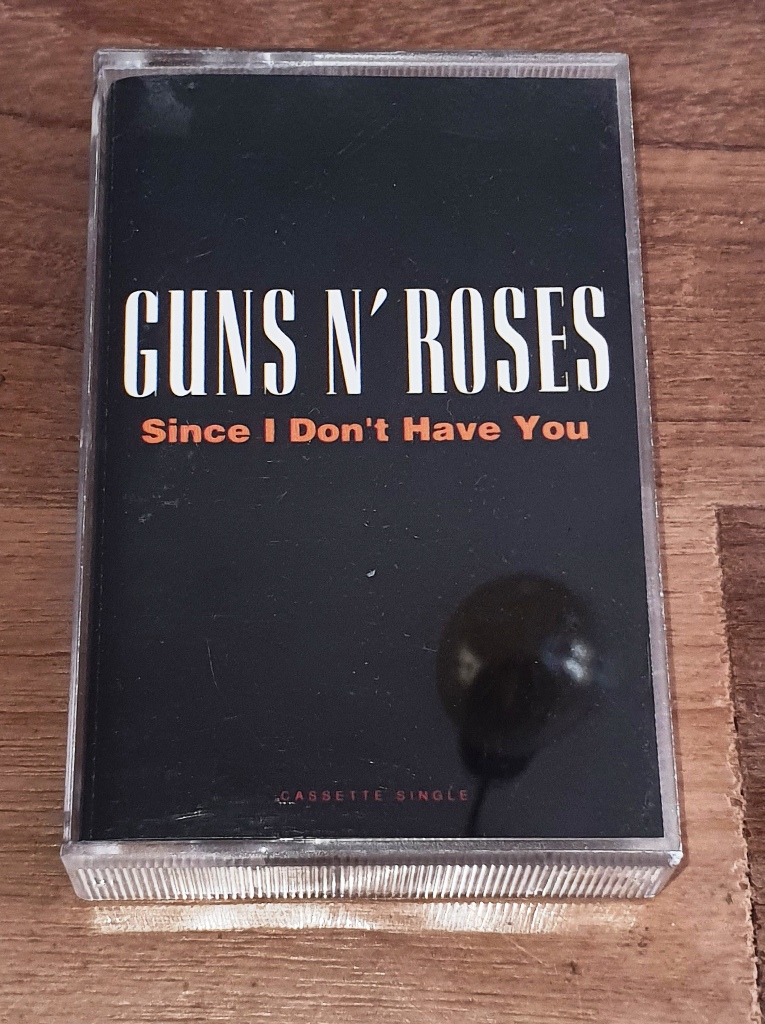 GUNS N' ROSES
Since I Don't Have You
CASSETTE SINGLE